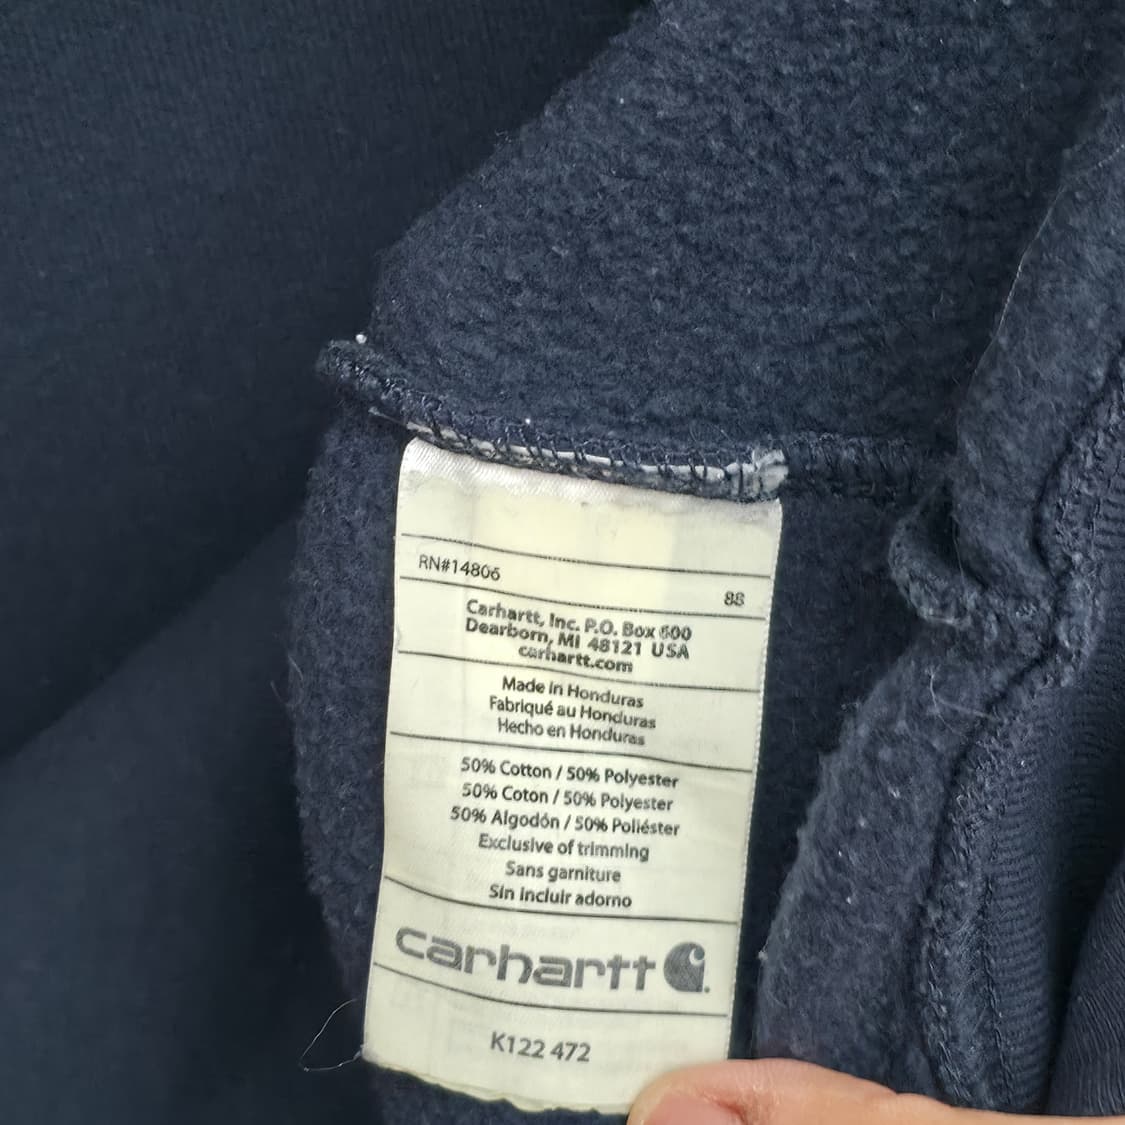 RN#14806
88
Carhartt, Inc. P.O. Box 600
Dearborn, MI 48121 USA
carhartt.com
Made in Honduras
Fabriqué au Honduras
Hecho en Honduras
50% Cotton / 50% Polyester
50% Coton / 50% Polyester
50% Algodón / 50% Poliéster
Exclusive of trimming
Sans garniture
Sin incluir adorno
carhartt
K122 472